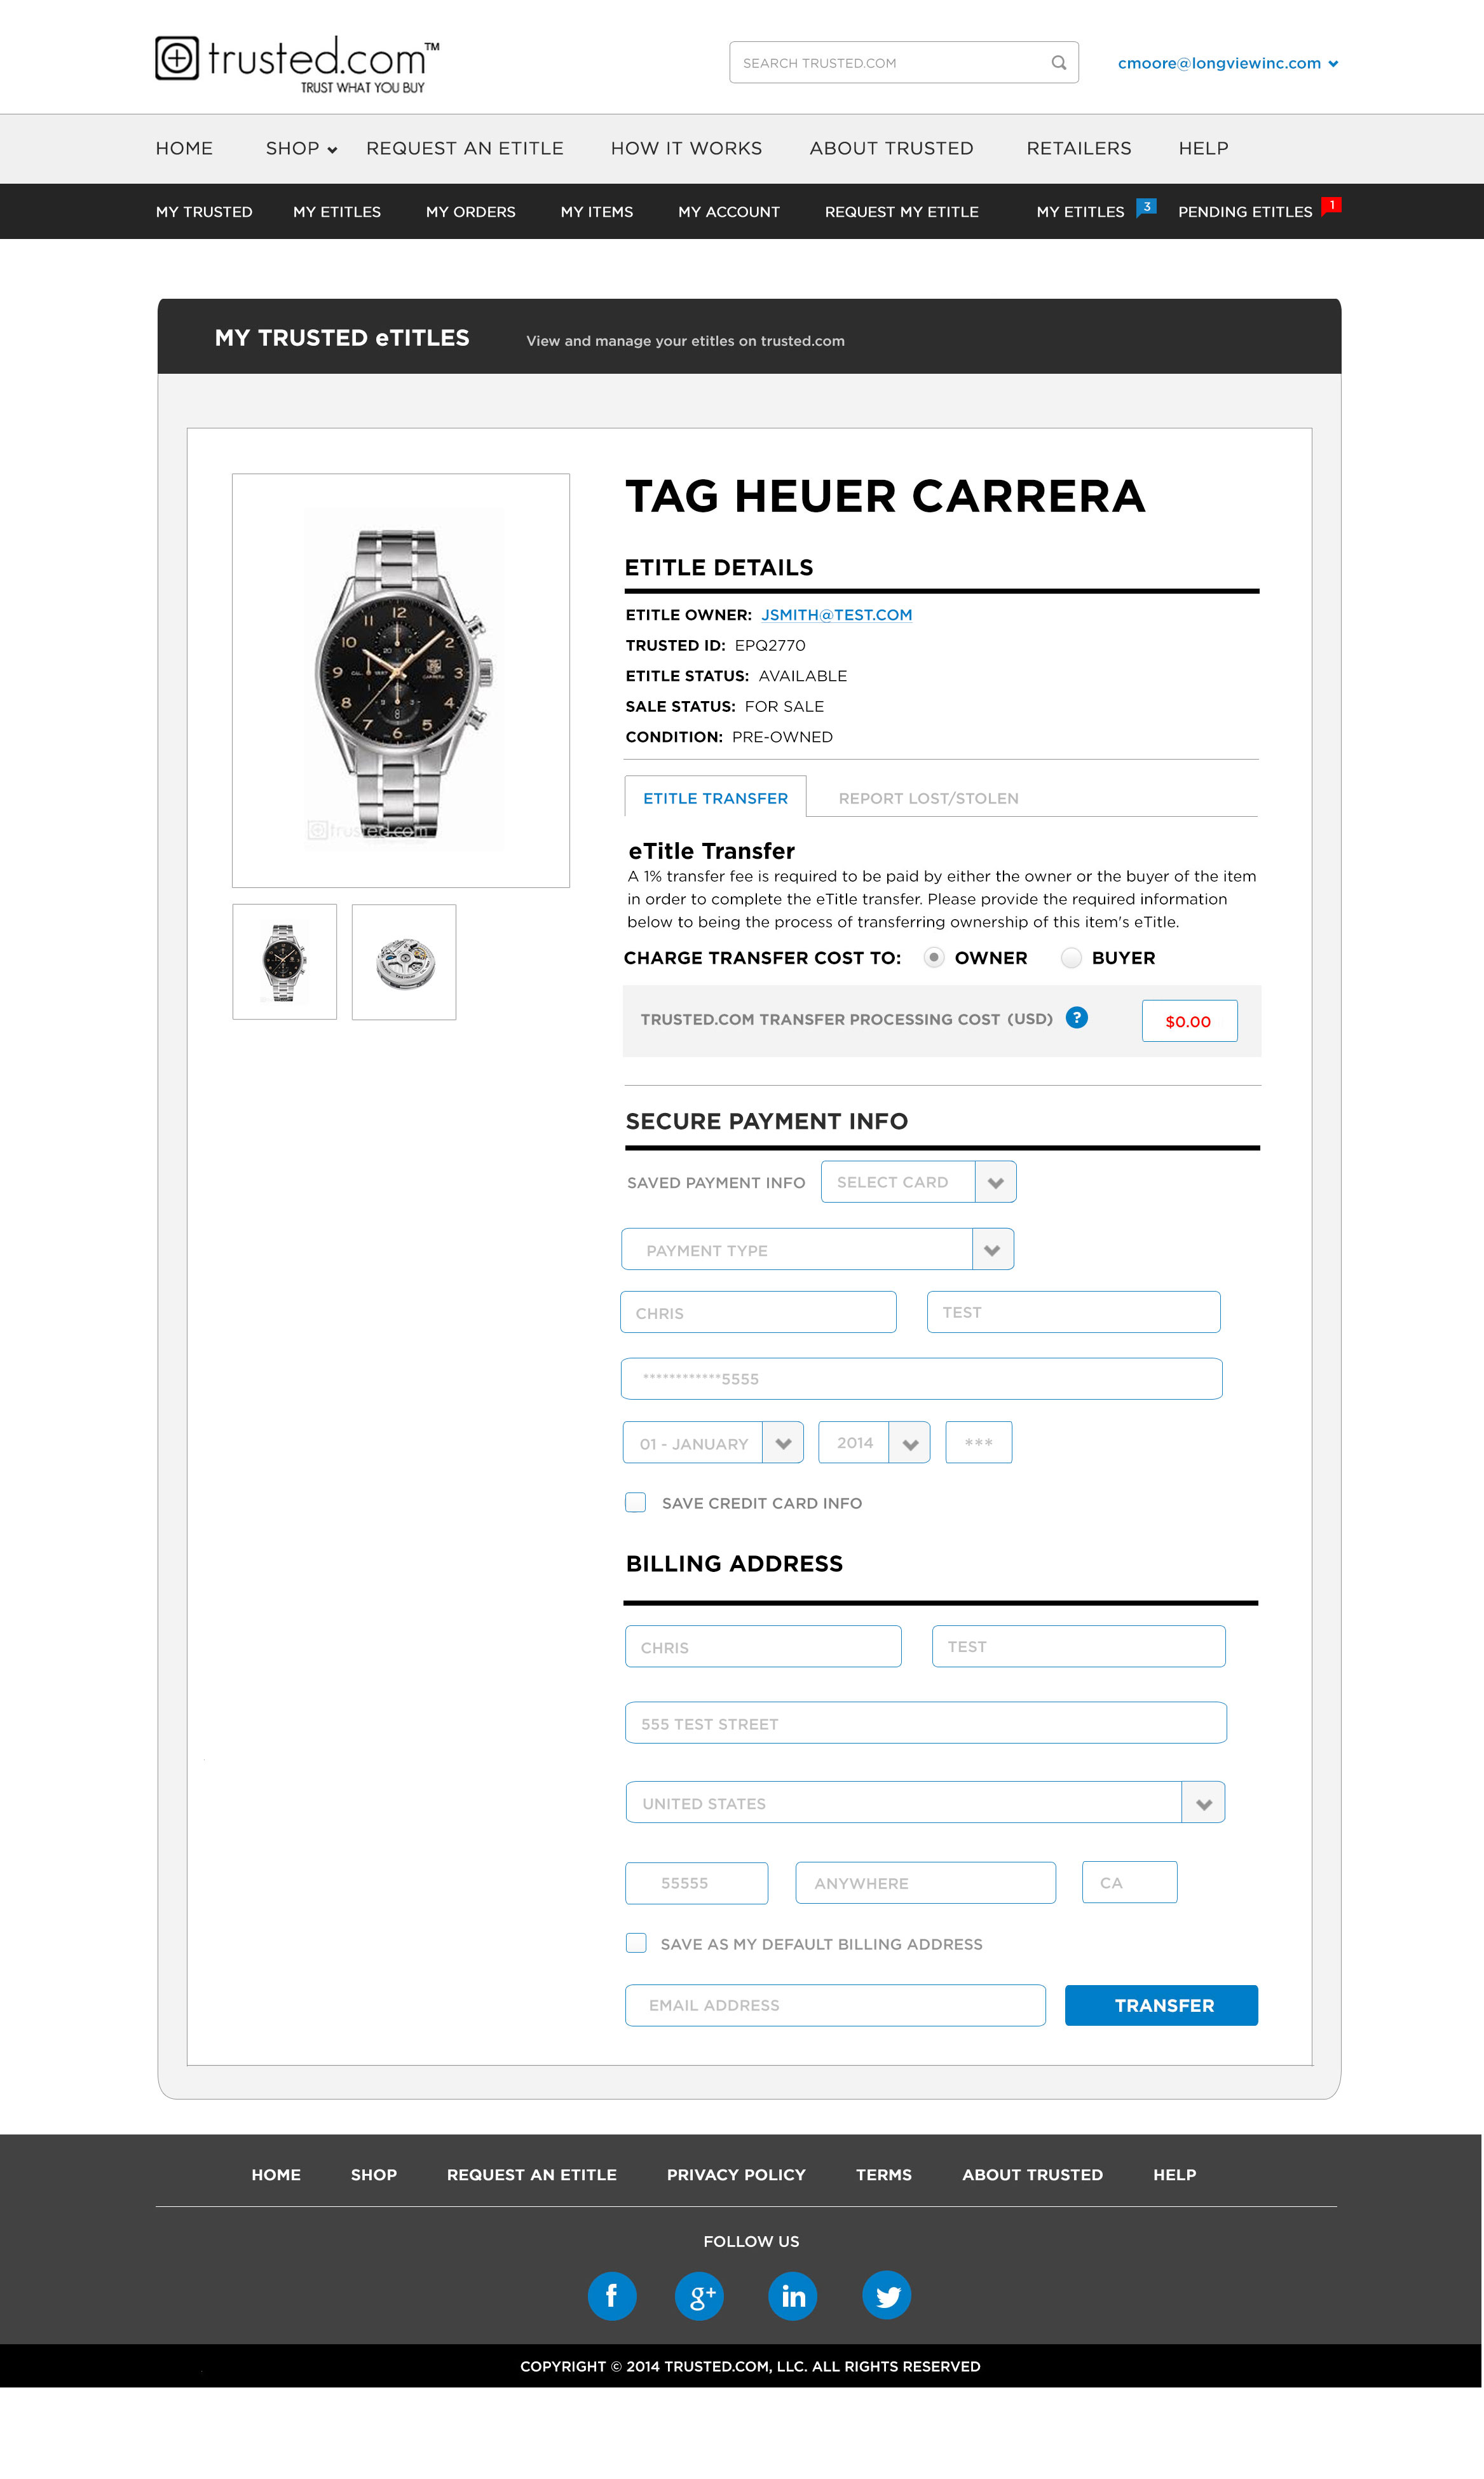 trusted.com™
TRUST WHAT YOU BUY
SEARCH TRUSTED.COM
cmoore@longviewinc.com
HOME SHOP REQUEST AN ETITLE HOW IT WORKS ABOUT TRUSTED RETAILERS HELP
MY TRUSTED MY ETITLES MY ORDERS MY ITEMS MY ACCOUNT REQUEST MY ETITLE MY ETITLES 3 PENDING ETITLES 1
MY TRUSTED eTITLES View and manage your etitles on trusted.com
TAG HEUER CARRERA
ETITLE DETAILS
ETITLE OWNER: JSMITH@TEST.COM
TRUSTED ID: EPQ2770
ETITLE STATUS: AVAILABLE
SALE STATUS: FOR SALE
CONDITION: PRE-OWNED
trusted.com
ETITLE TRANSFER REPORT LOST/STOLEN
eTitle Transfer
A 1% transfer fee is required to be paid by either the owner or the buyer of the item
in order to complete the eTitle transfer. Please provide the required information
below to being the process of transferring ownership of this item's eTitle.
CHARGE TRANSFER COST TO: OWNER BUYER
TRUSTED.COM TRANSFER PROCESSING COST (USD) ? $0.00
SECURE PAYMENT INFO
SAVED PAYMENT INFO SELECT CARD
PAYMENT TYPE
CHRIS TEST
************5555
01 - JANUARY 2014 ***
SAVE CREDIT CARD INFO
BILLING ADDRESS
CHRIS TEST
555 TEST STREET
UNITED STATES
55555 ANYWHERE CA
SAVE AS MY DEFAULT BILLING ADDRESS
EMAIL ADDRESS TRANSFER
HOME SHOP REQUEST AN ETITLE PRIVACY POLICY TERMS ABOUT TRUSTED HELP
FOLLOW US
f g+ in
COPYRIGHT © 2014 TRUSTED.COM, LLC. ALL RIGHTS RESERVED